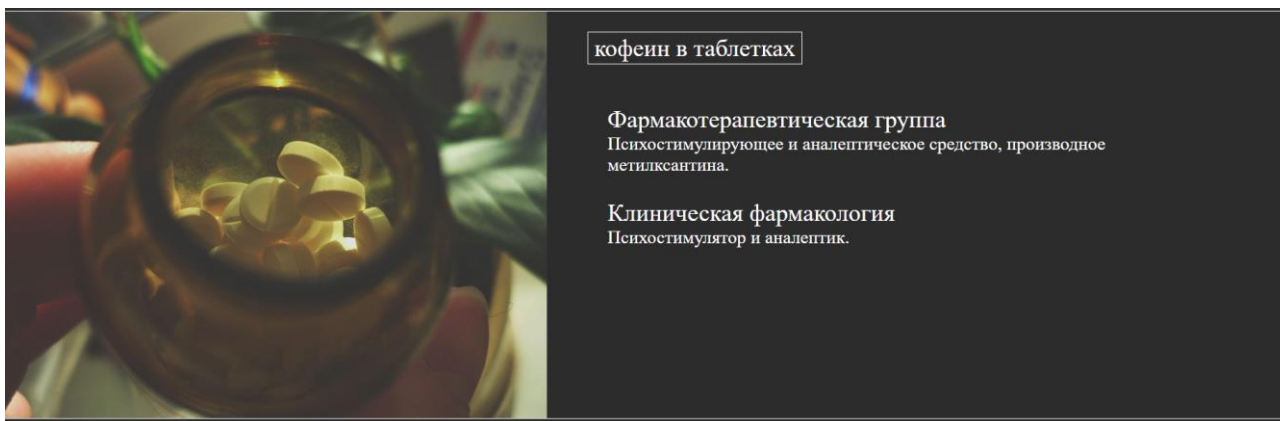 кофеин в таблетках
Фармакотерапевтическая группа
Психостимулирующее и аналептическое средство, производное
метилксантина.
Клиническая фармакология
Психостимулятор и аналептик.